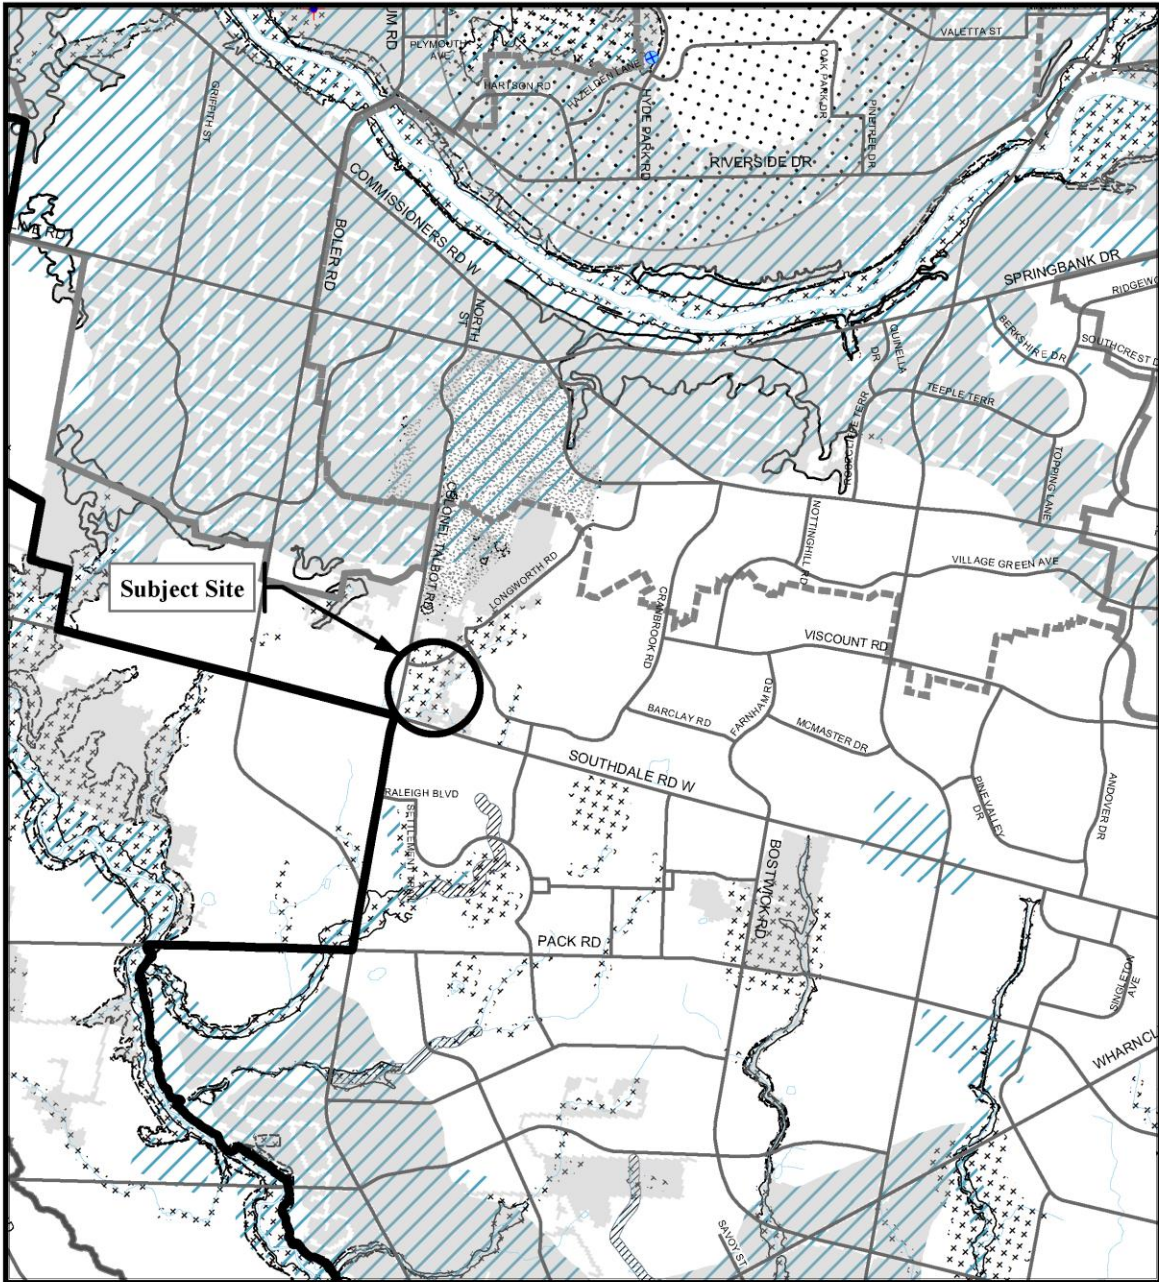 VALETTA ST
PLYMOUTH
AVE
UM RD
HARTSON RD
HAZELDEN LANE
HYDE PARK RD
OAK PARK DR
PINETREE DR
GRIFFITH ST
RIVERSIDE DR
COMMISSIONERS RD W
BOLER RD
SPRINGBANK DR
NORTH
ST
QUINELLA
DR
BERKSHIRE DR
SOUTHCREST D
TEEPLE TERR
TOPPING LANE
COLONEL TALBOT RD
NOTTINGHILL RD
LONGWORTH RD
VILLAGE GREEN AVE
Subject Site
CRANBROOK RD
VISCOUNT RD
BARCLAY RD
FARNHAM RD
MCMASTER DR
SOUTHDALE RD W
PINE VALLEY
DR
ANDOVER DR
RALEIGH BLVD
BOSTWICK RD
PACK RD
SINGLETON
AVE
WHARNCL
SAVOY ST